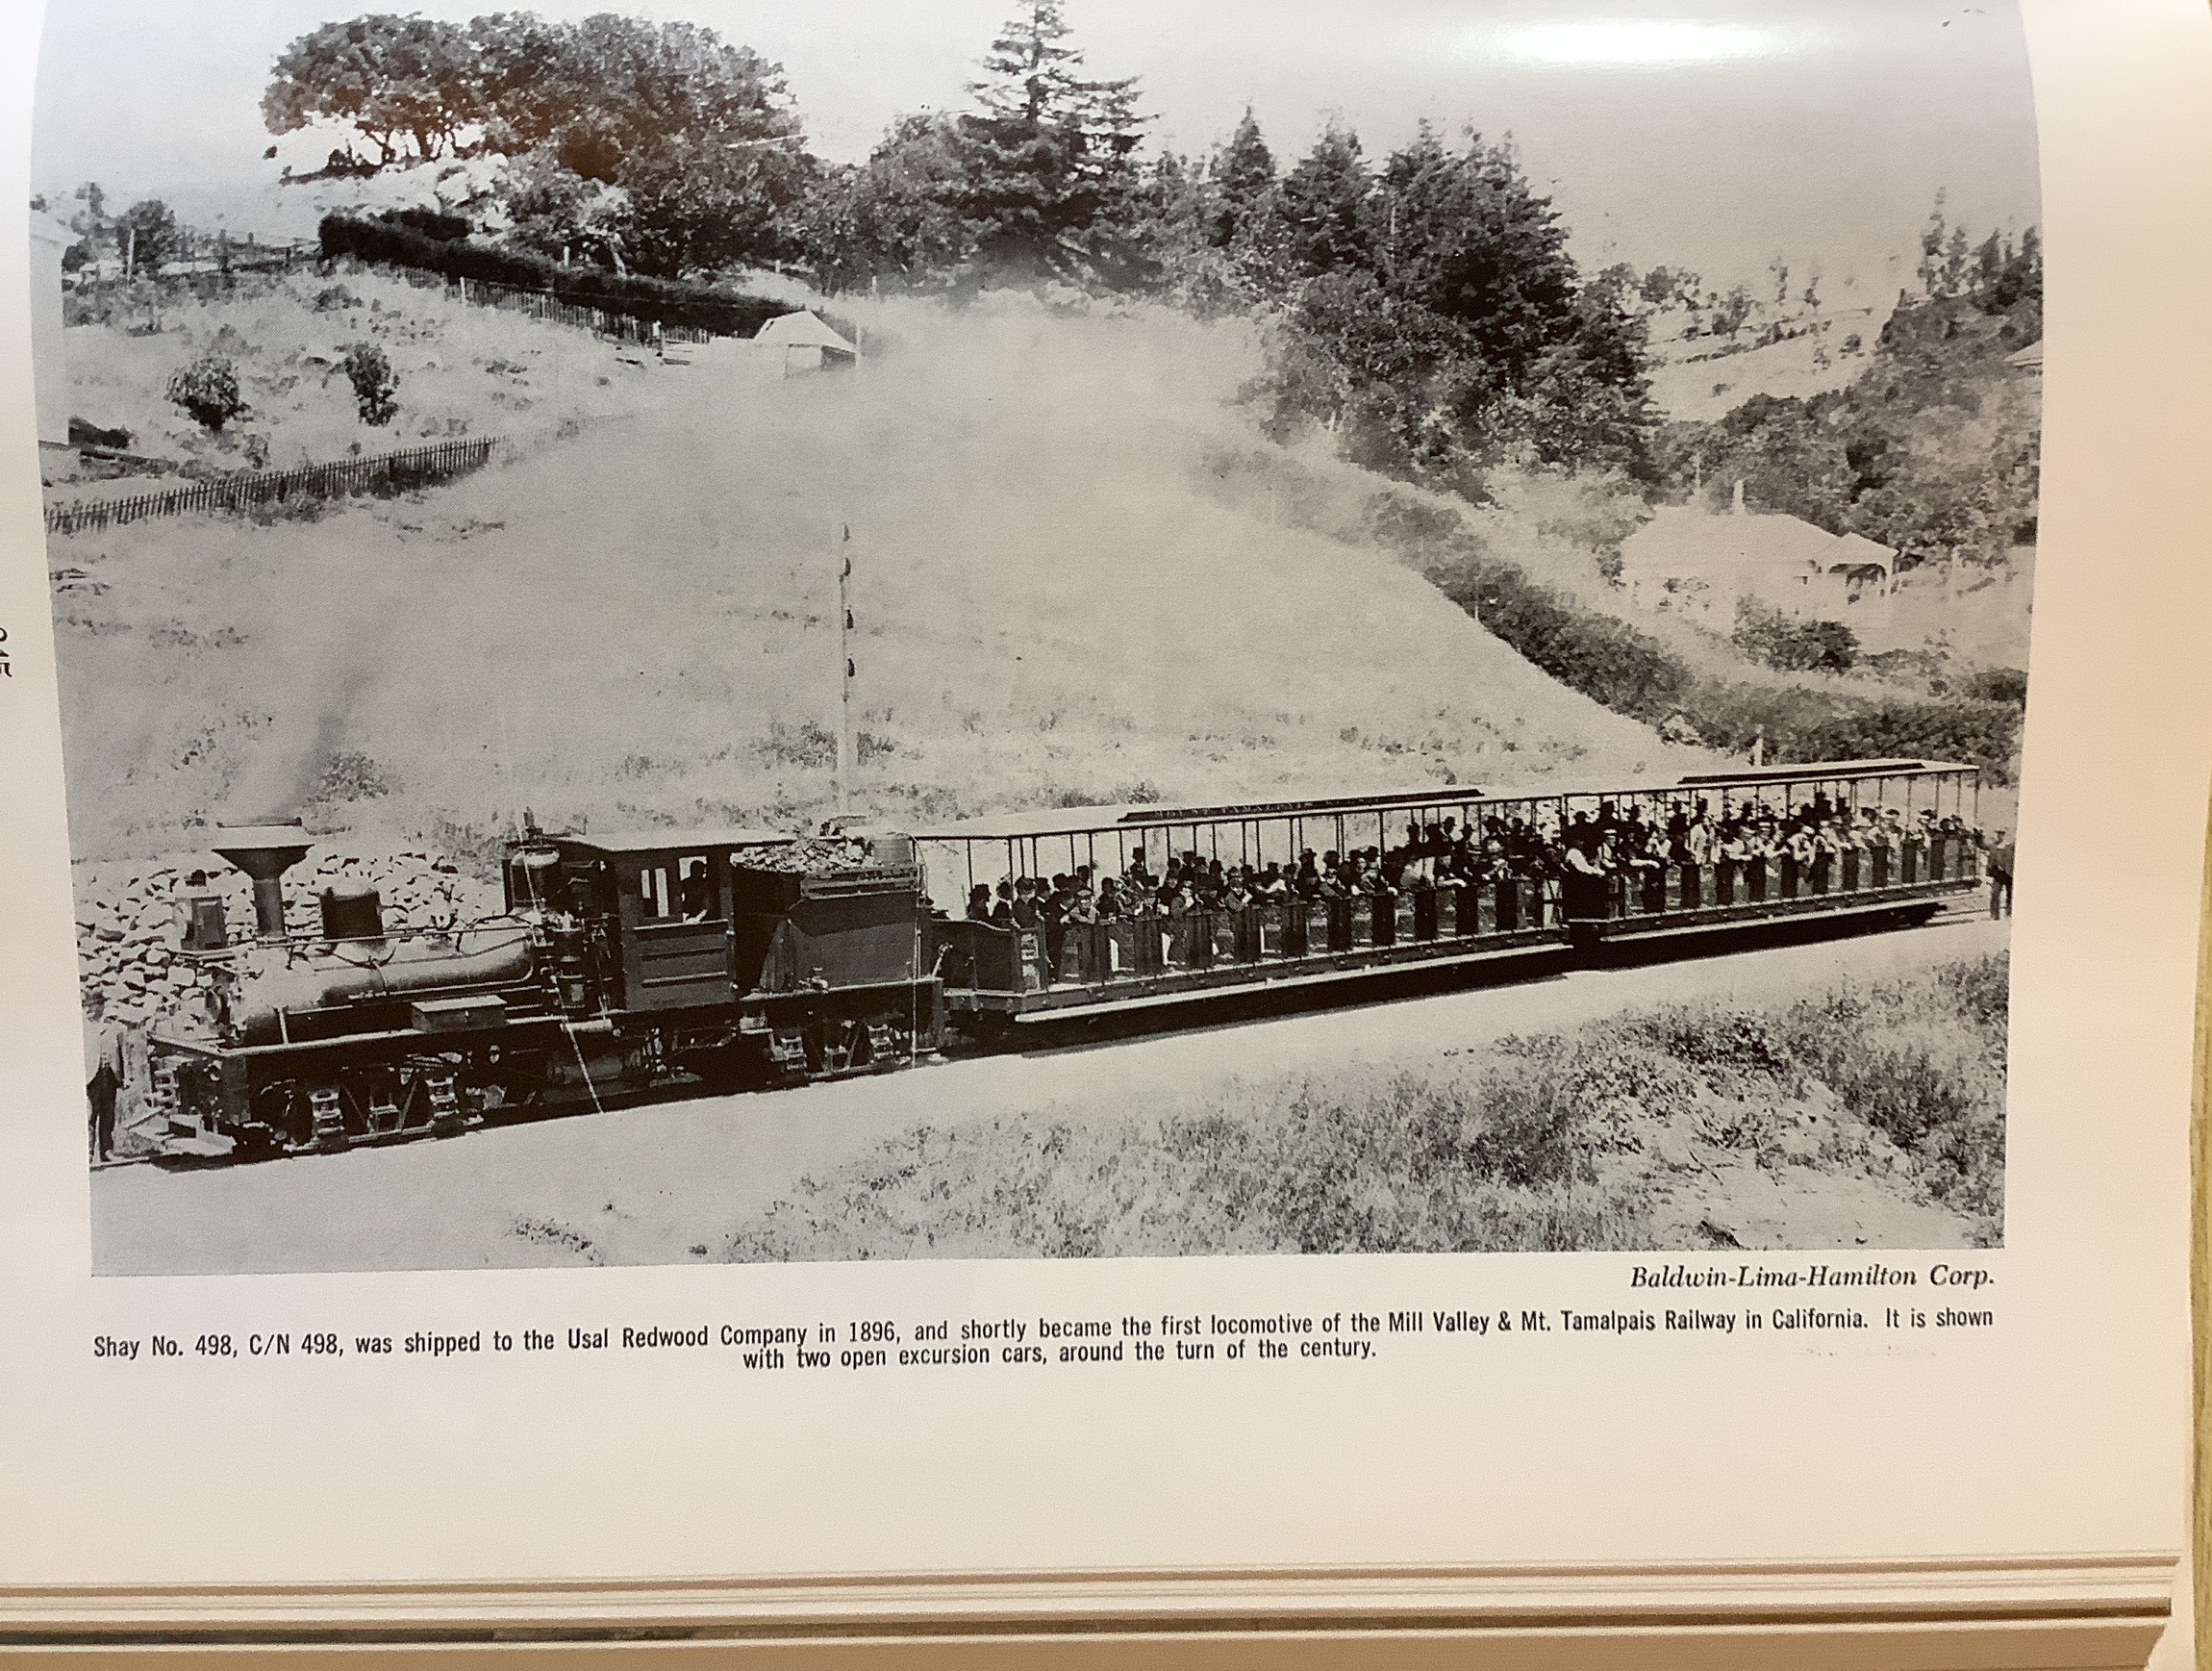 Baldwin-Lima-Hamilton Corp.
Shay No. 498, C/N 498, was shipped to the Usal Redwood Company in 1896, and shortly became the first locomotive of the Mill Valley & Mt. Tamalpais Railway in California. It is shown
with two open excursion cars, around the turn of the century.